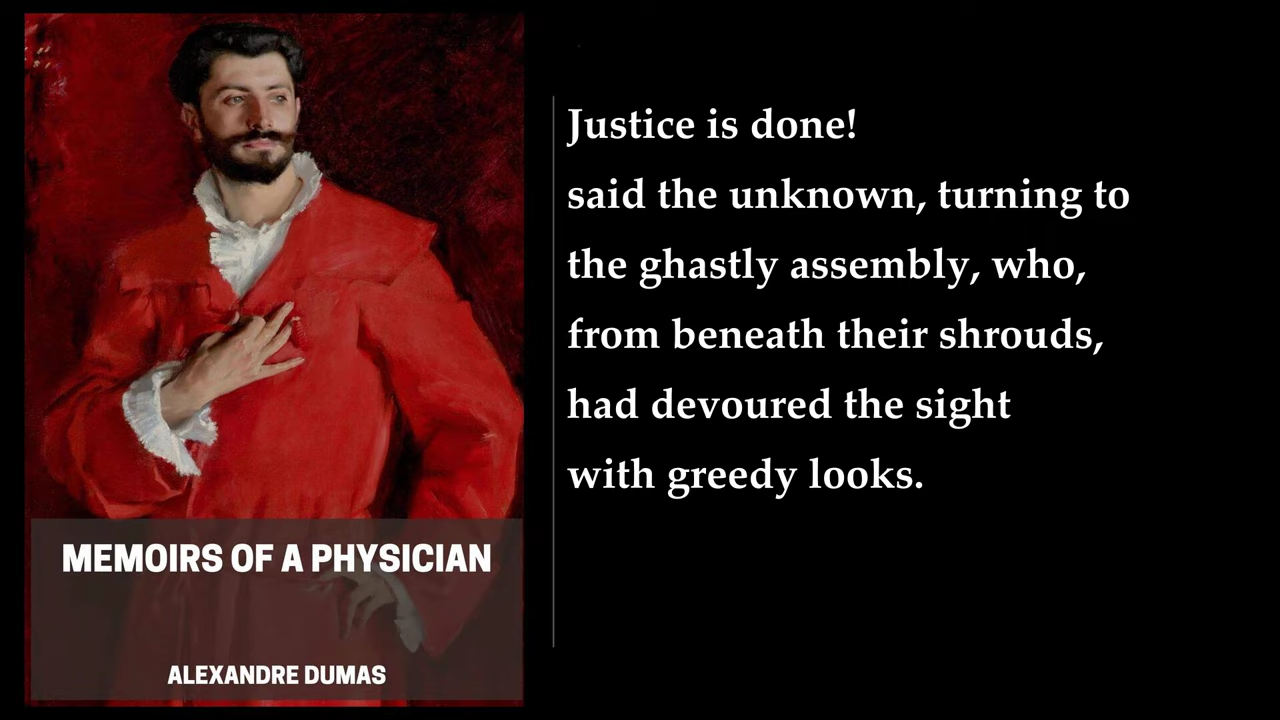 Justice is done!
said the unknown, turning to
the ghastly assembly, who,
from beneath their shrouds,
had devoured the sight
with greedy looks.
MEMOIRS OF A PHYSICIAN
ALEXANDRE DUMAS